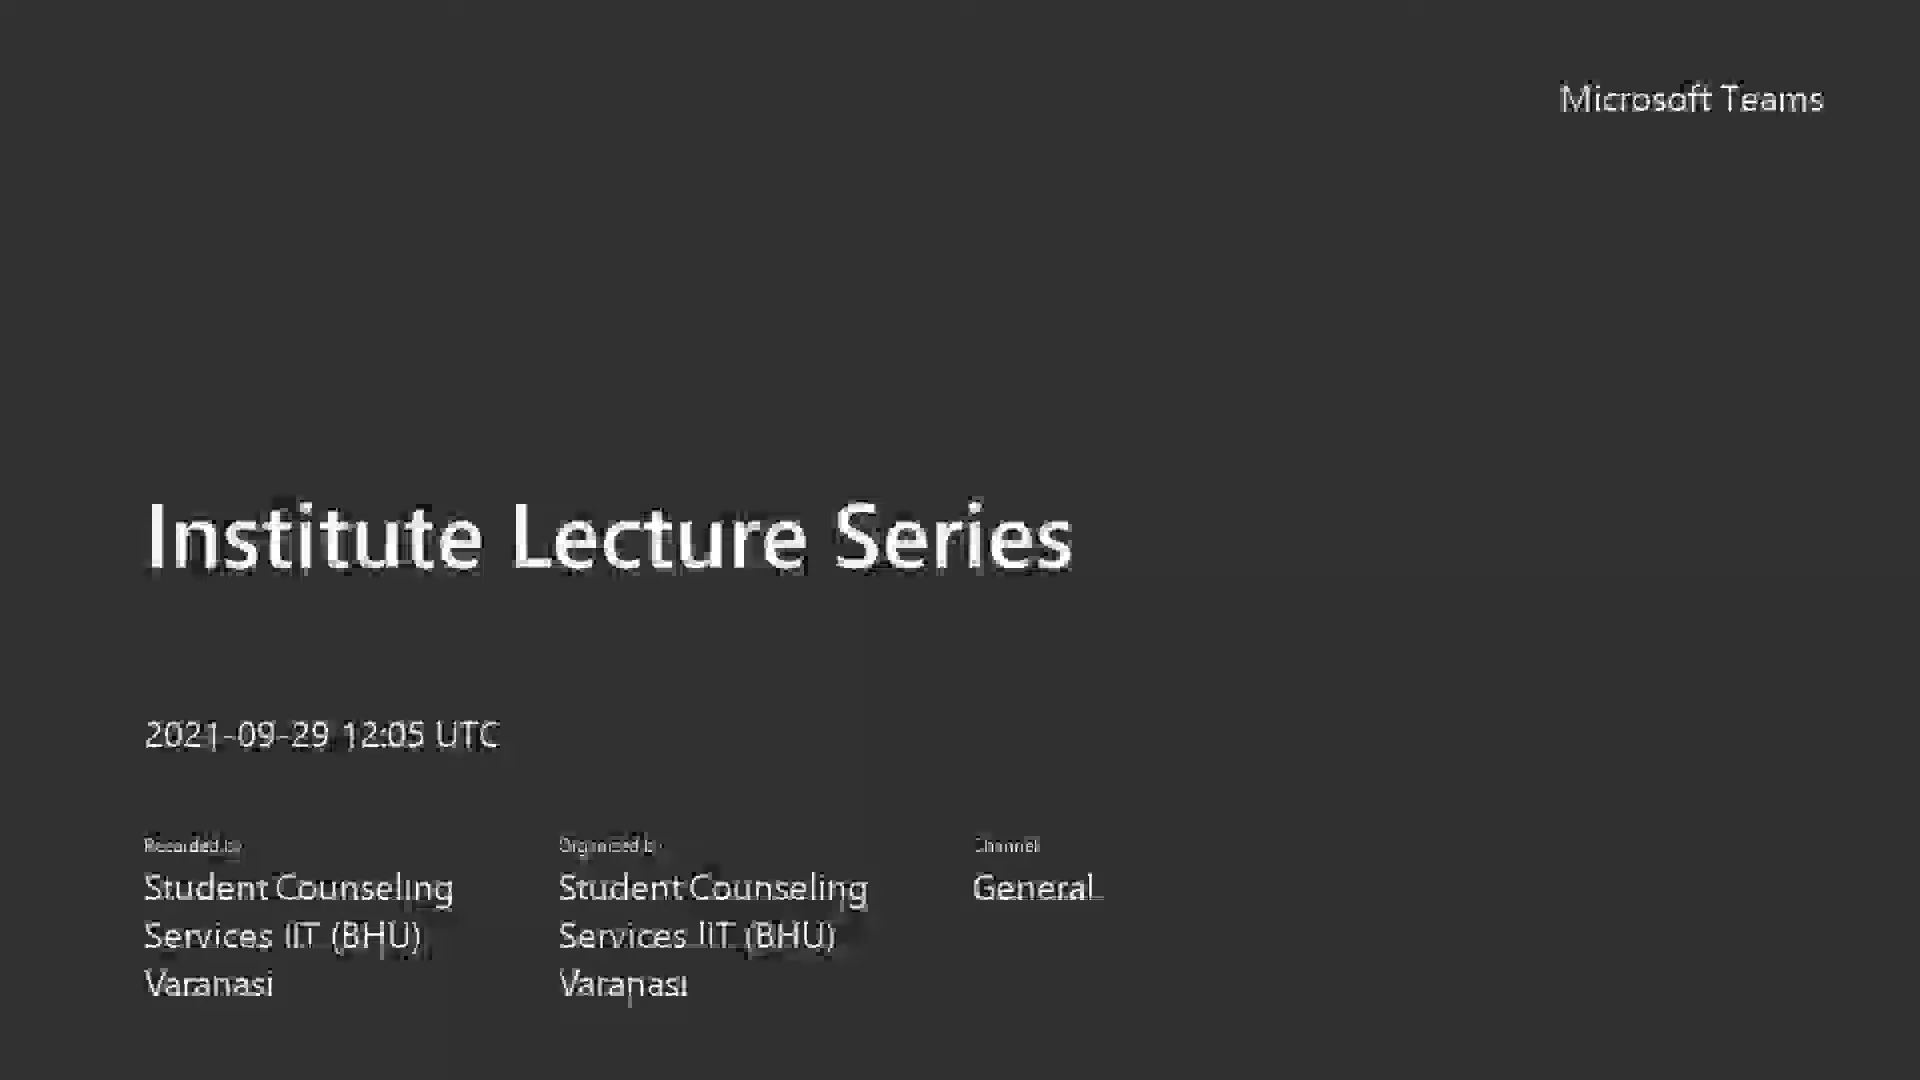 Microsoft Teams
Institute Lecture Series
2021-09-29 12:05 UTC
Recorded by
Student Counseling
Services IIT (BHU)
Varanasi
Organized by
Student Counseling
Services IIT (BHU)
Varanasi
Channel
General